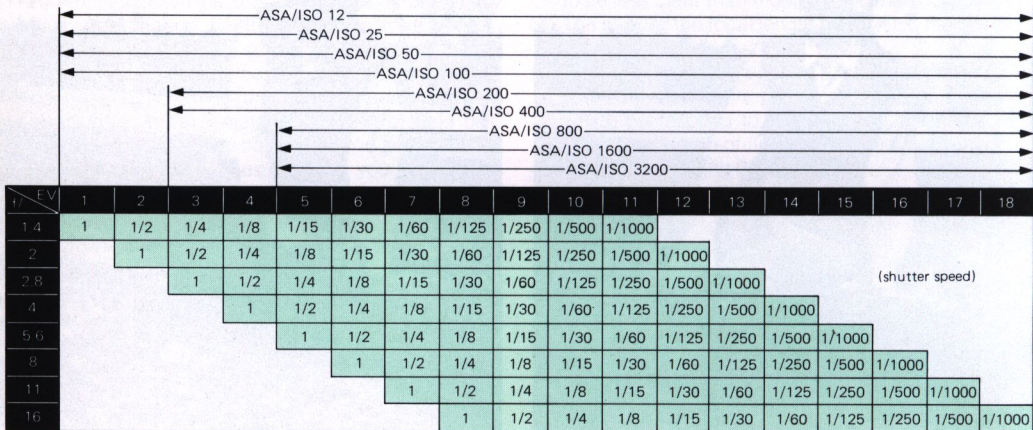 ASA/ISO 12
ASA/ISO 25
ASA/ISO 50
ASA/ISO 100
ASA/ISO 200
ASA/ISO 400
ASA/ISO 800
ASA/ISO 1600
ASA/ISO 3200
f/ EV 1 2 3 4 5 6 7 8 9 10 11 12 13 14 15 16 17 18
1.4 1 1/2 1/4 1/8 1/15 1/30 1/60 1/125 1/250 1/500 1/1000
2 1 1/2 1/4 1/8 1/15 1/30 1/60 1/125 1/250 1/500 1/1000
2.8 1 1/2 1/4 1/8 1/15 1/30 1/60 1/125 1/250 1/500 1/1000 (shutter speed)
4 1 1/2 1/4 1/8 1/15 1/30 1/60 1/125 1/250 1/500 1/1000
5.6 1 1/2 1/4 1/8 1/15 1/30 1/60 1/125 1/250 1/500 1/1000
8 1 1/2 1/4 1/8 1/15 1/30 1/60 1/125 1/250 1/500 1/1000
11 1 1/2 1/4 1/8 1/15 1/30 1/60 1/125 1/250 1/500 1/1000
16 1 1/2 1/4 1/8 1/15 1/30 1/60 1/125 1/250 1/500 1/1000